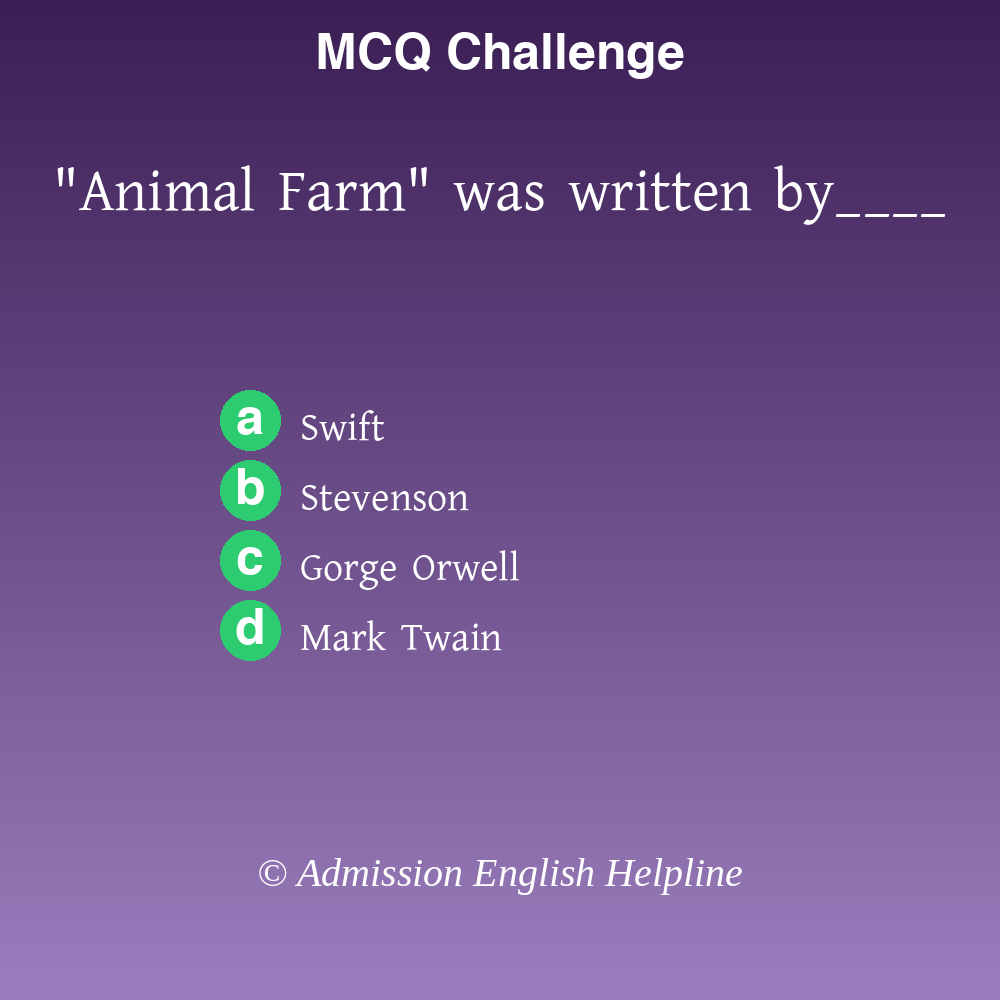 MCQ Challenge
"Animal Farm" was written by____
a Swift
b Stevenson
c Gorge Orwell
d Mark Twain
© Admission English Helpline